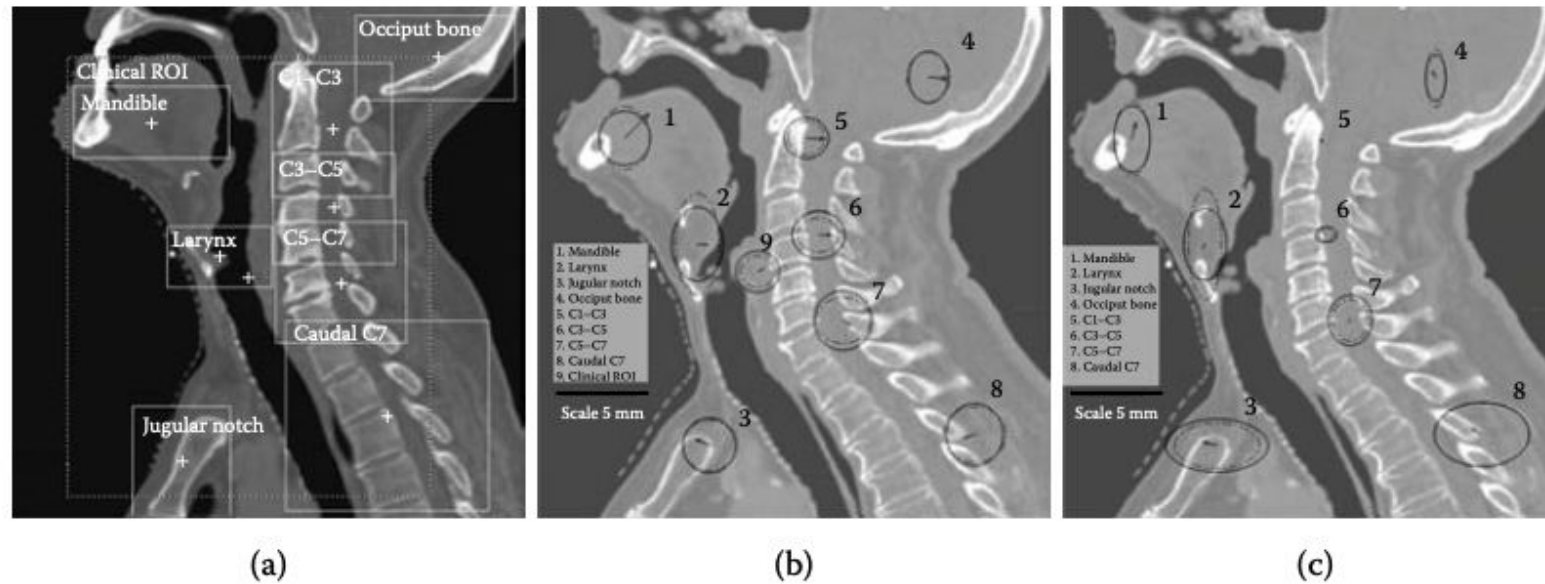 Occiput bone
Clinical ROI
C1–C3
Mandible
C3–C5
Larynx
C5–C7
Caudal C7
Jugular notch
(a)
4
1
5
2
6
9
7
1. Mandible
2. Larynx
3. Jugular notch
4. Occiput bone
5. C1–C3
6. C3–C5
7. C5–C7
8. Caudal C7
9. Clinical ROI
8
Scale 5 mm
3
(b)
4
1
5
2
6
7
1. Mandible
2. Larynx
3. Jugular notch
4. Occiput bone
5. C1–C3
6. C3–C5
7. C5–C7
8. Caudal C7
8
Scale 5 mm
3
(c)